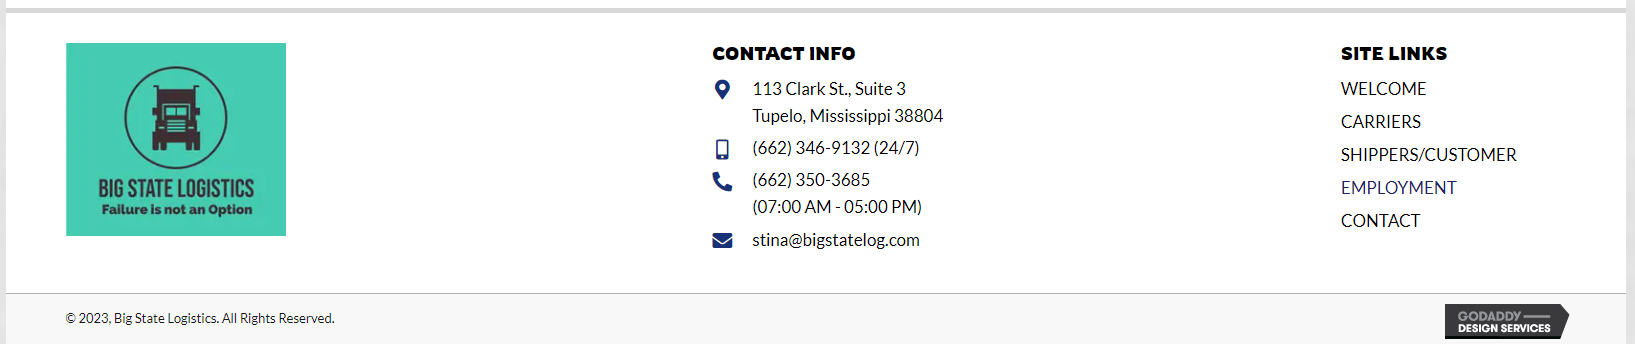 BIG STATE LOGISTICS
Failure is not an Option
CONTACT INFO
113 Clark St., Suite 3
Tupelo, Mississippi 38804
(662) 346-9132 (24/7)
(662) 350-3685
(07:00 AM - 05:00 PM)
stina@bigstatelog.com
SITE LINKS
WELCOME
CARRIERS
SHIPPERS/CUSTOMER
EMPLOYMENT
CONTACT
© 2023, Big State Logistics. All Rights Reserved.
GODADDY
DESIGN SERVICES